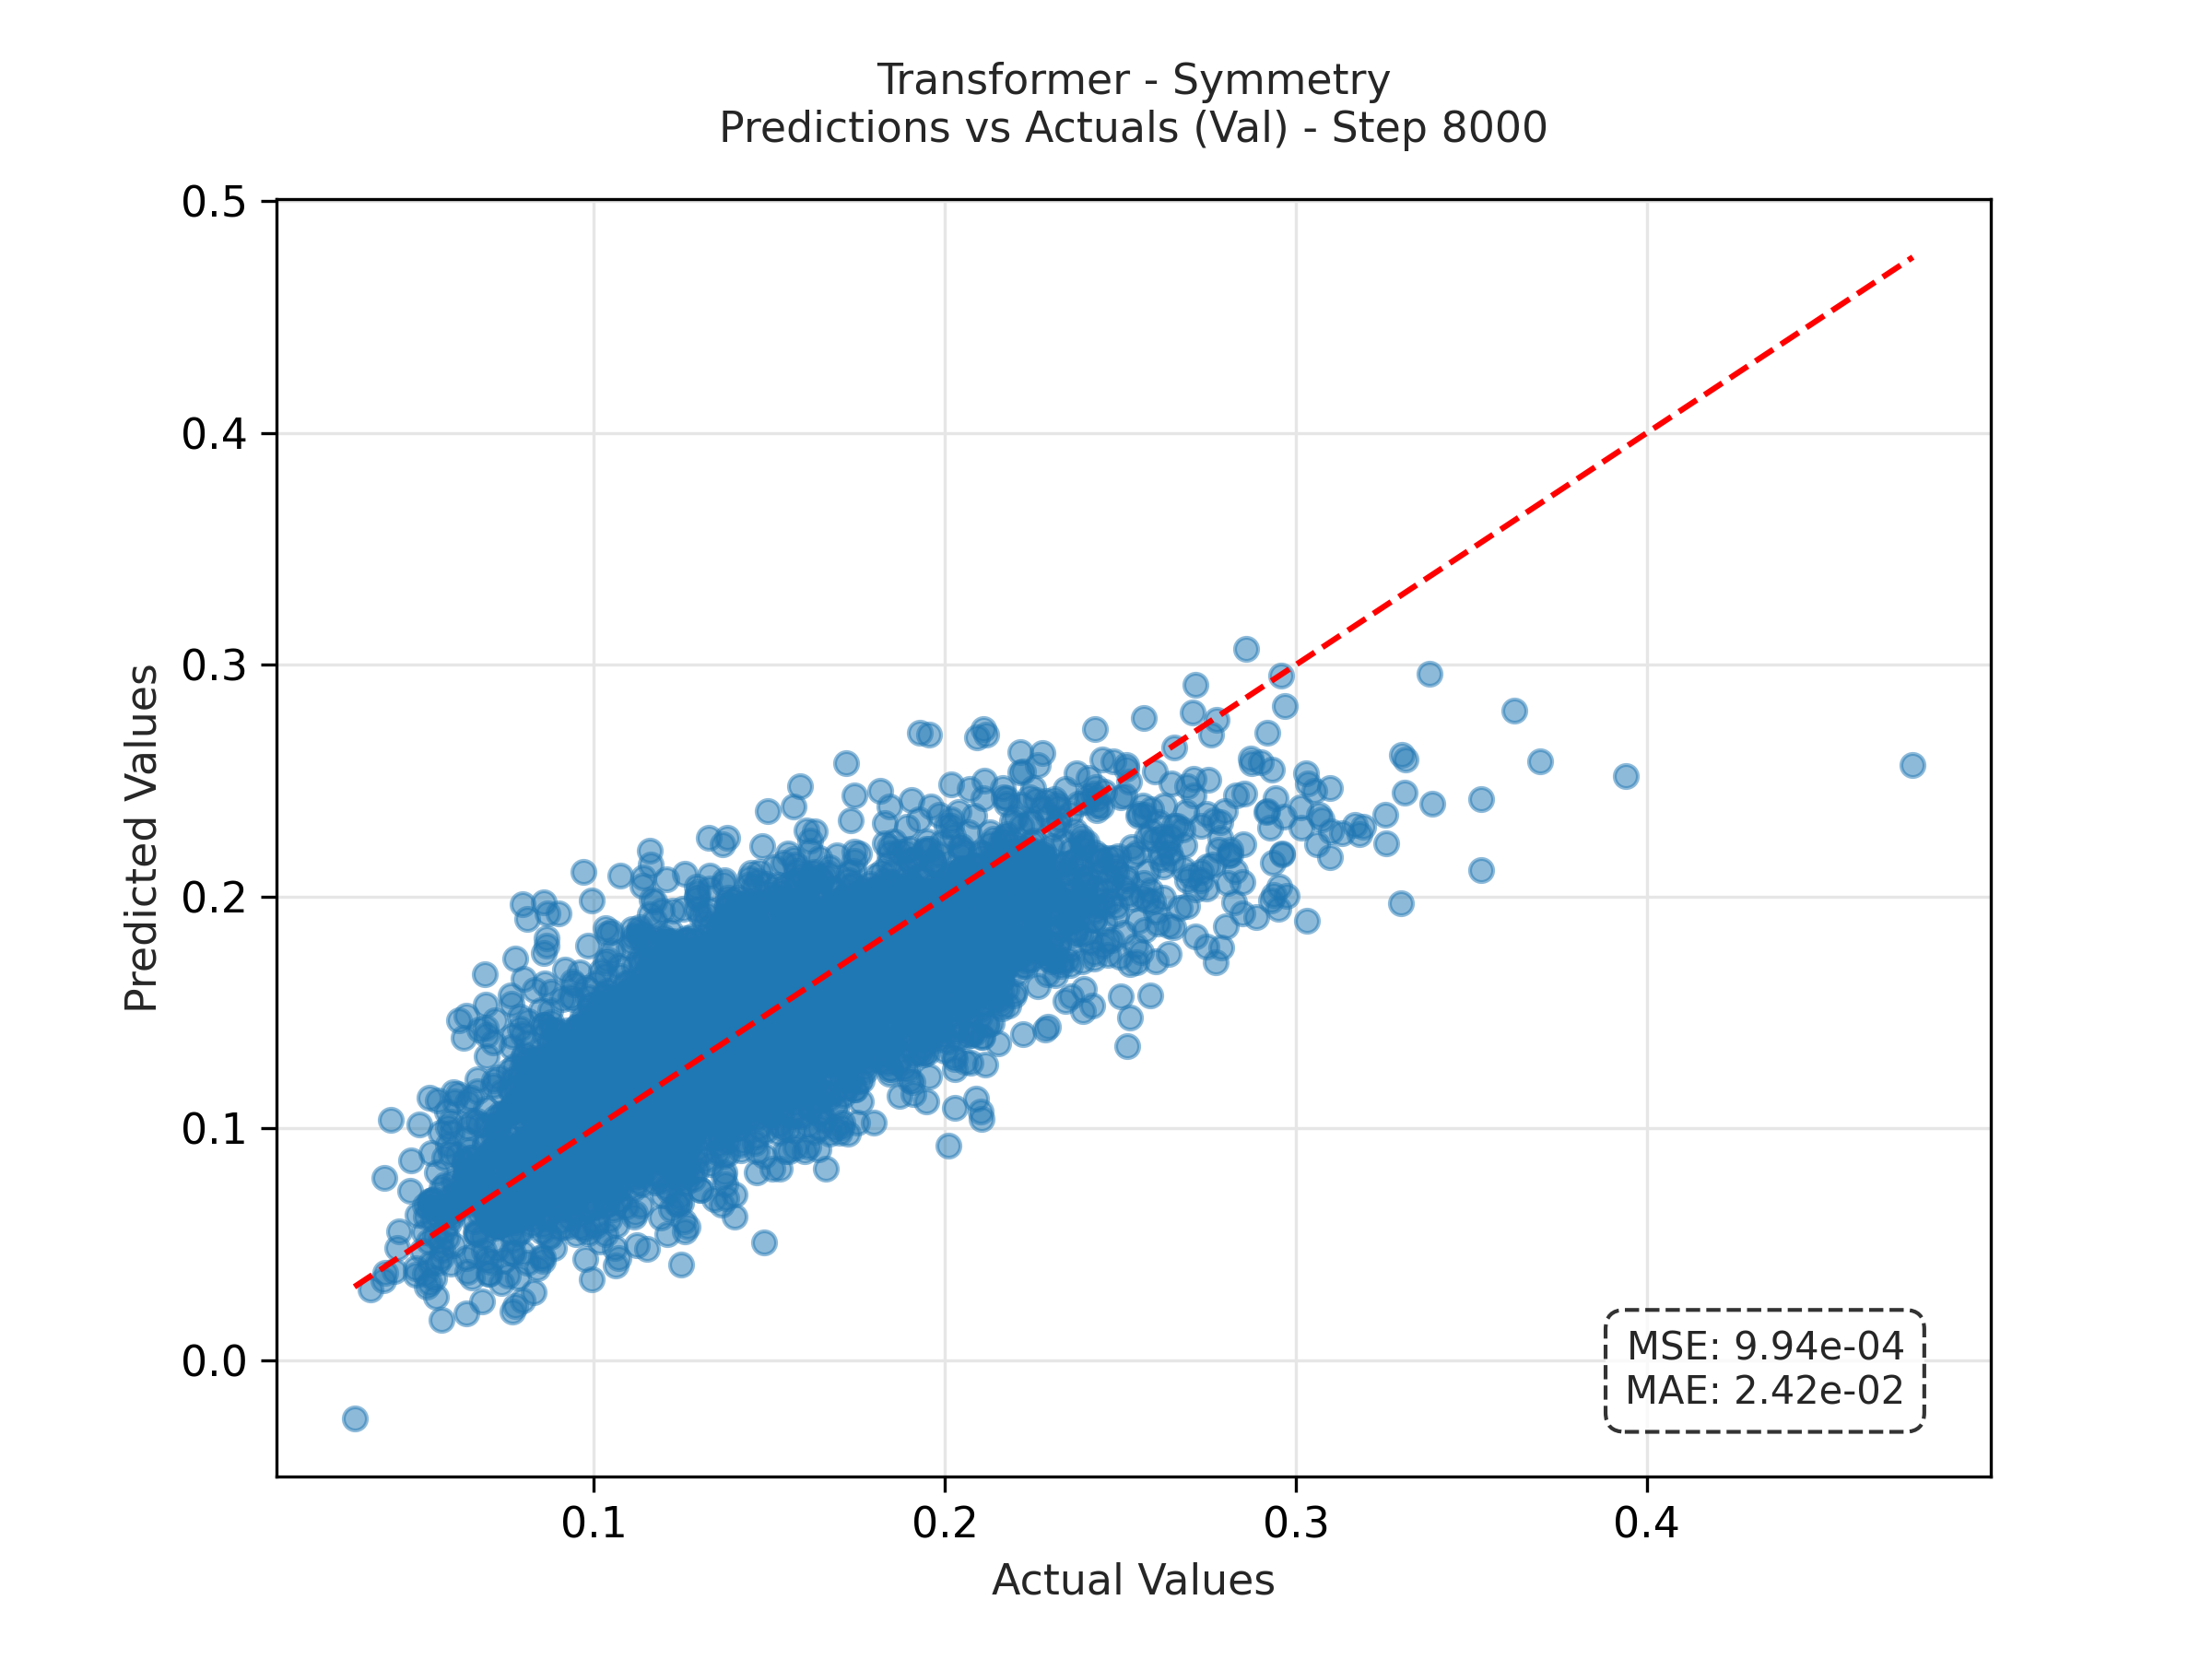 Transformer - Symmetry
Predictions vs Actuals (Val) - Step 8000
0.5
0.4
0.3
0.2
0.1
0.0
Predicted Values
MSE: 9.94e-04
MAE: 2.42e-02
0.1
0.2
0.3
0.4
Actual Values